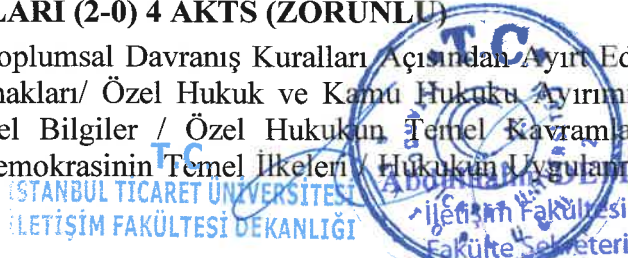 LARI (2-0) 4 AKTS (ZORUNLU)
oplumsal Davranış Kuralları Açısından Ayırt Ed
nakları/ Özel Hukuk ve Kamu Hukuku Ayırımı
el Bilgiler / Özel Hukukun Temel Kavramla
emokrasinin Temel İlkeleri / Hukukun Uygulanm
T.C
İSTANBUL TİCARET ÜNİVERSİTESİ
İLETİŞİM FAKÜLTESİ DEKANLIĞI
T.C
İletişim Fakültesi
Fakülte Sekreteri